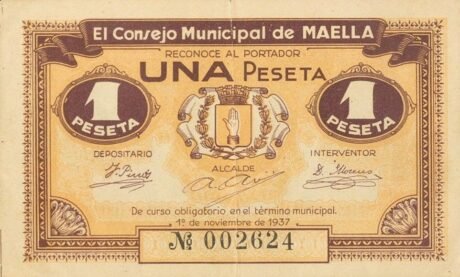 El Consejo Municipal de MAELLA
RECONOCE AL PORTADOR
UNA PESETA
1 PESETA
1 PESETA
DEPOSITARIO
ALCALDE
INTERVENTOR
De curso obligatorio en el término municipal.
1º de noviembre de 1937
Nº 002624